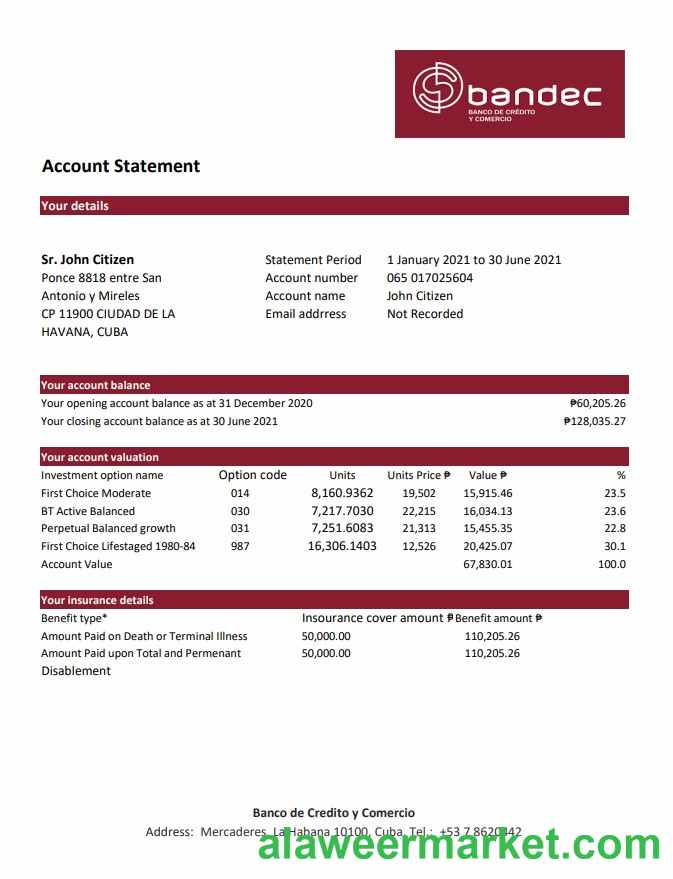 bandec
BANCO DE CRÉDITO
Y COMERCIO
Account Statement
Your details
Sr. John Citizen
Ponce 8818 entre San
Antonio y Mireles
CP 11900 CIUDAD DE LA
HAVANA, CUBA
Statement Period 1 January 2021 to 30 June 2021
Account number 065 017025604
Account name John Citizen
Email adrress Not Recorded
Your account balance
Your opening account balance as at 31 December 2020 ₱60,205.26
Your closing account balance as at 30 June 2021 ₱128,035.27
Your account valuation
Investment option name Option code Units Units Price ₱ Value ₱ %
First Choice Moderate 014 8,160.9362 19,502 15,915.46 23.5
BT Active Balanced 030 7,217.7030 22,215 16,034.13 23.6
Perpetual Balanced growth 031 7,251.6083 21,313 15,455.35 22.8
First Choice Lifestaged 1980-84 987 16,306.1403 12,526 20,425.07 30.1
Account Value 67,830.01 100.0
Your insurance details
Benefit type* Insourance cover amount ₱ Benefit amount ₱
Amount Paid on Death or Terminal Illness 50,000.00 110,205.26
Amount Paid upon Total and Permenant 50,000.00 110,205.26
Disablement
Banco de Credito y Comercio
Address: Mercaderes, La Habana 10100, Cuba, Tel.: +53 7 8620442
alaweermarket.com